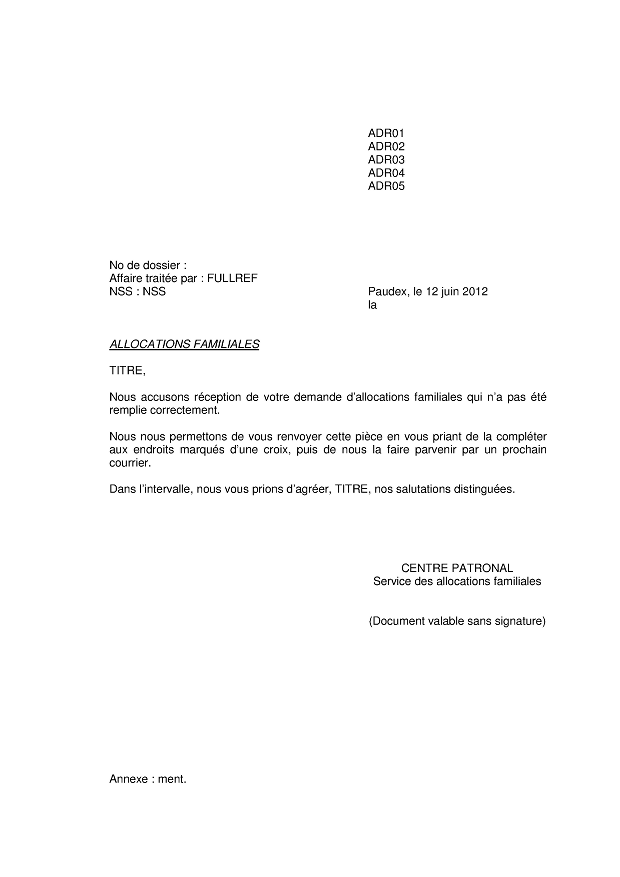 ADR01
ADR02
ADR03
ADR04
ADR05
No de dossier :
Affaire traitée par : FULLREF
NSS : NSS
Paudex, le 12 juin 2012
la
ALLOCATIONS FAMILIALES
TITRE,
Nous accusons réception de votre demande d'allocations familiales qui n'a pas été
remplie correctement.
Nous nous permettons de vous renvoyer cette pièce en vous priant de la compléter
aux endroits marqués d'une croix, puis de nous la faire parvenir par un prochain
courrier.
Dans l'intervalle, nous vous prions d'agréer, TITRE, nos salutations distinguées.
CENTRE PATRONAL
Service des allocations familiales
(Document valable sans signature)
Annexe : ment.